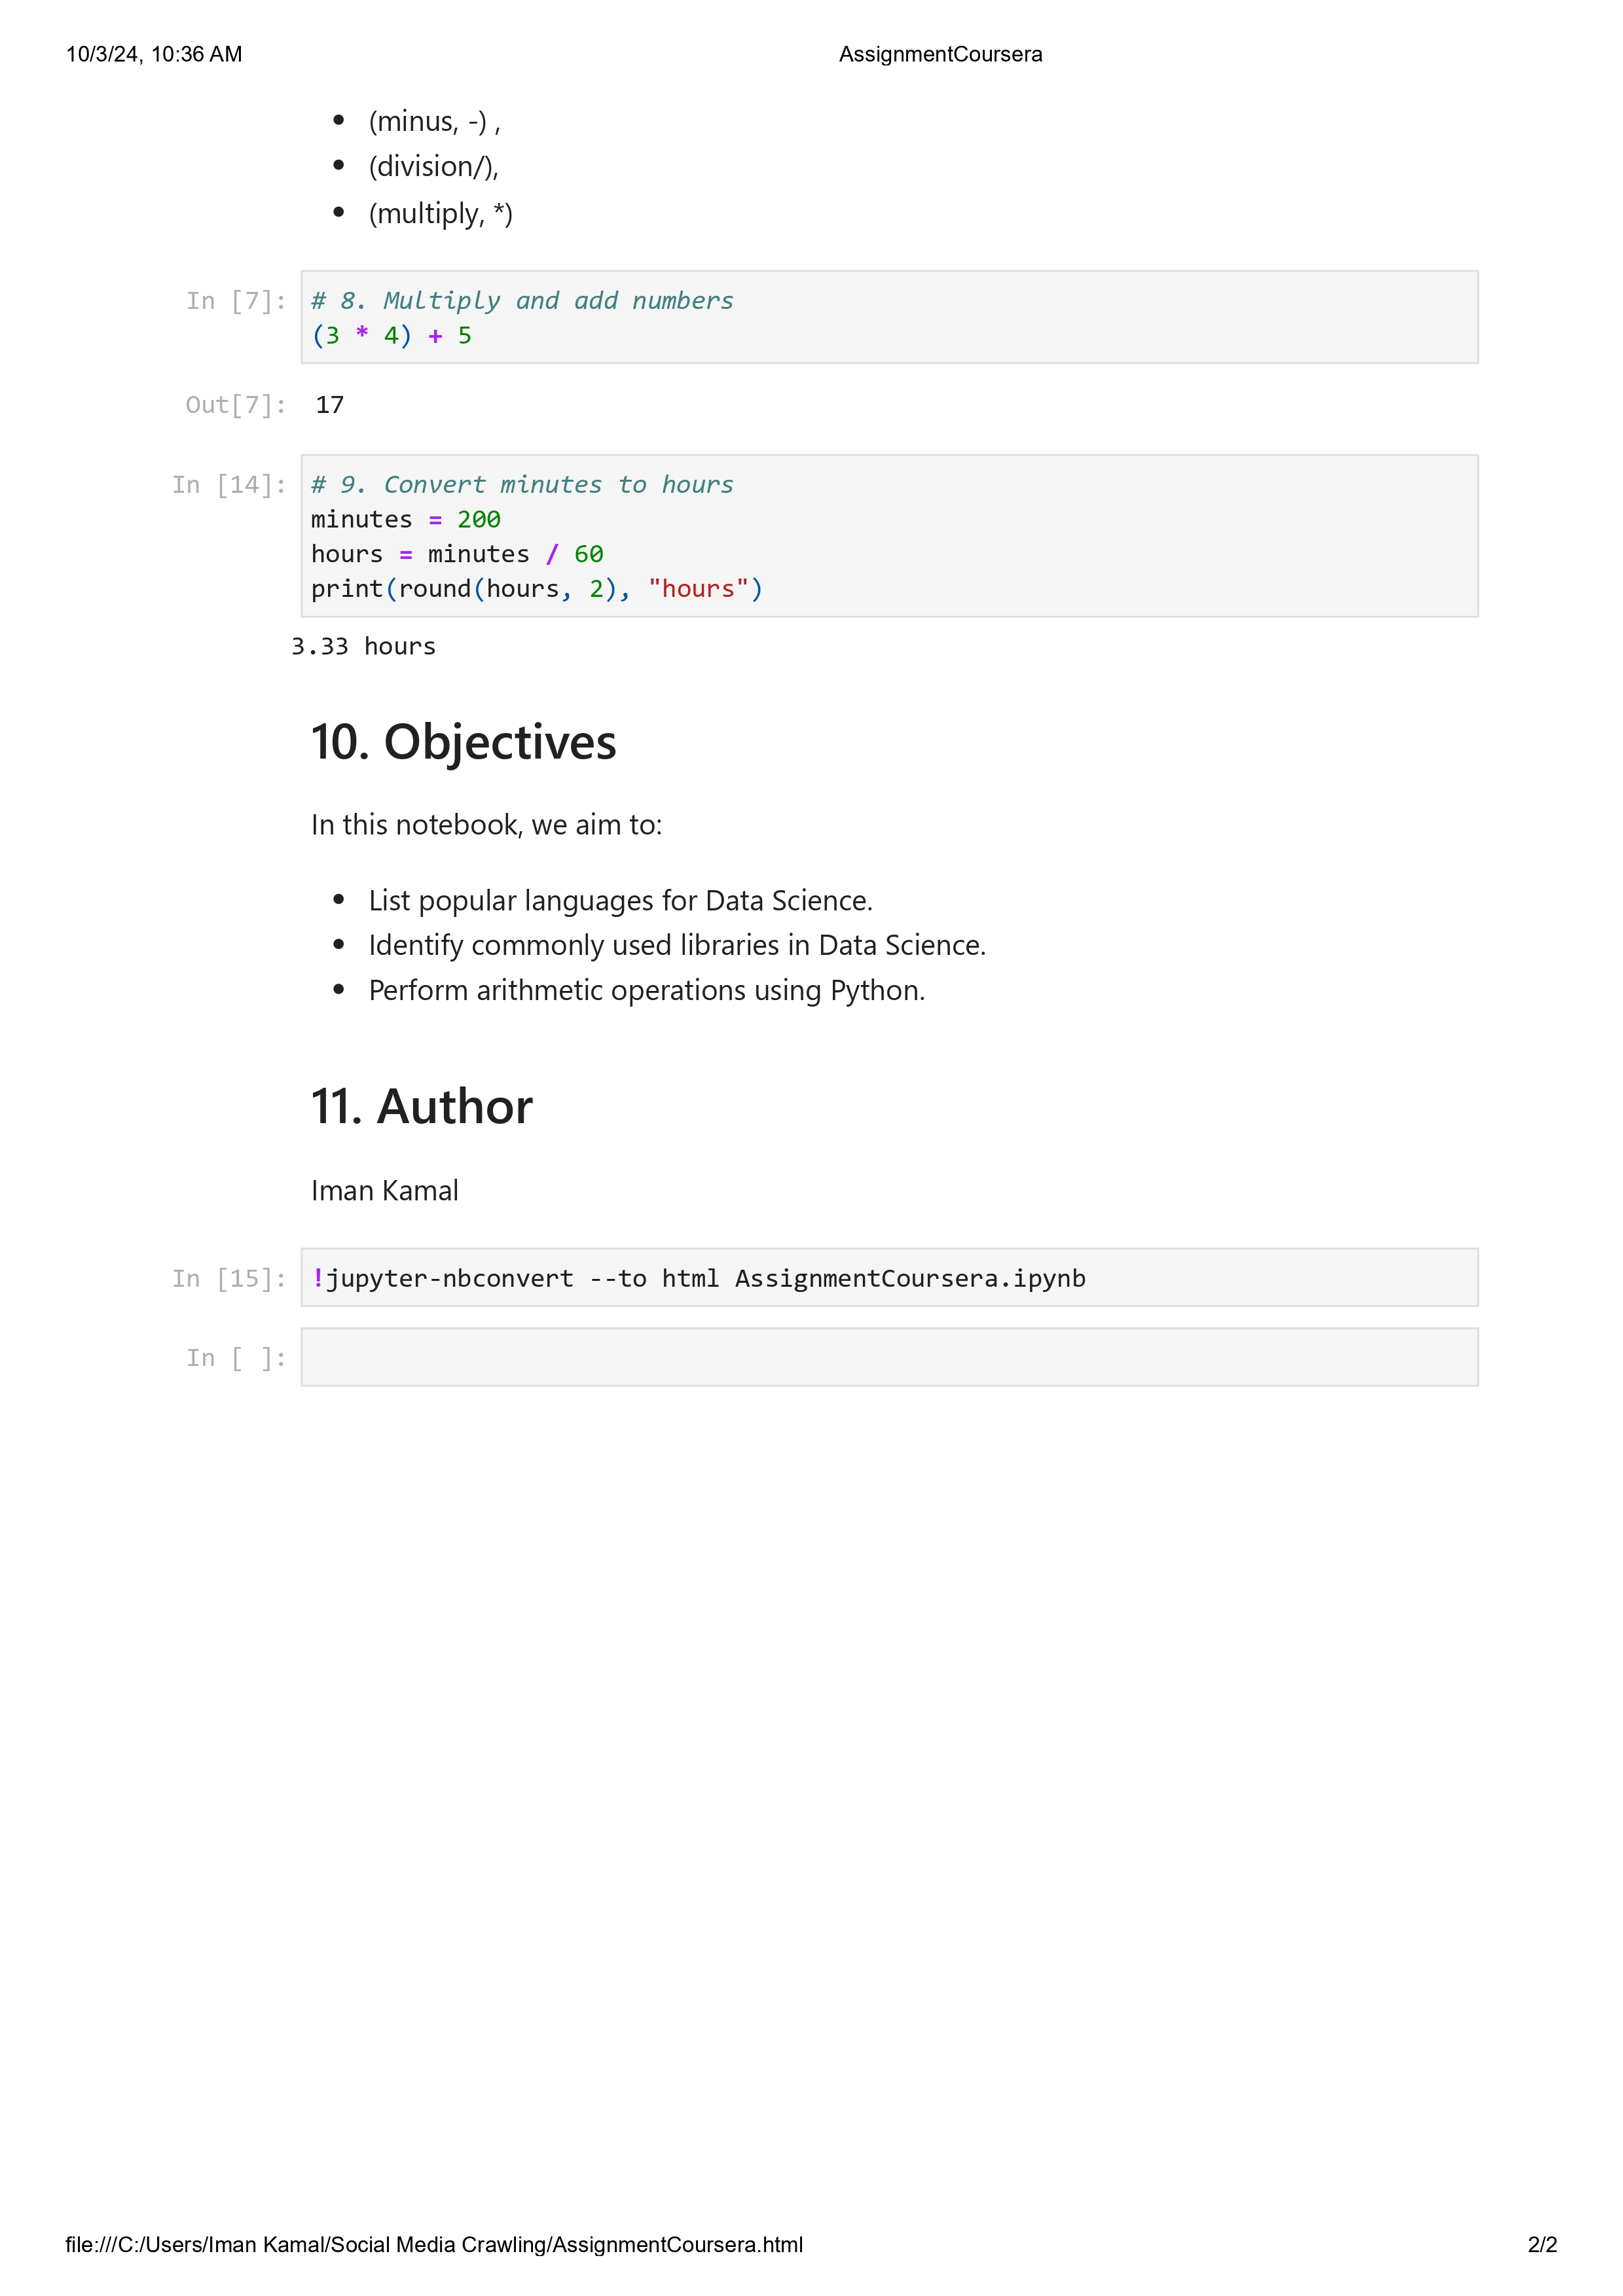 10/3/24, 10:36 AM
AssignmentCoursera
• (minus, -) ,
• (division/),
• (multiply, *)
In [7]:
# 8. Multiply and add numbers
(3 * 4) + 5
Out[7]: 17
In [14]:
# 9. Convert minutes to hours
minutes = 200
hours = minutes / 60
print(round(hours, 2), "hours")
3.33 hours
10. Objectives
In this notebook, we aim to:
• List popular languages for Data Science.
• Identify commonly used libraries in Data Science.
• Perform arithmetic operations using Python.
11. Author
Iman Kamal
In [15]: !jupyter-nbconvert --to html AssignmentCoursera.ipynb
In [ ]:
file:///C:/Users/Iman Kamal/Social Media Crawling/AssignmentCoursera.html
2/2